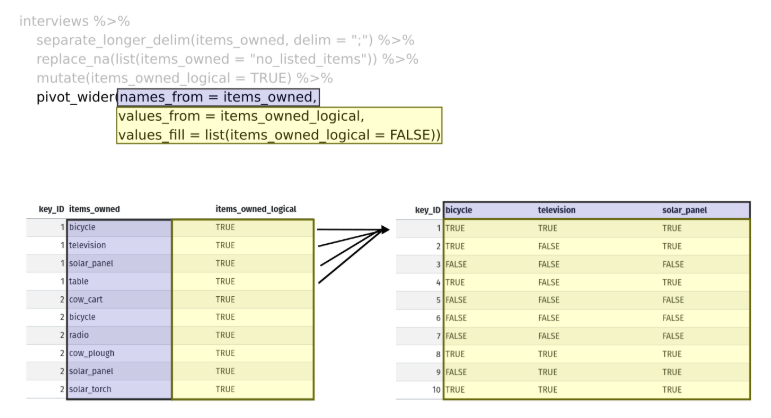 interviews %>%
separate_longer_delim(items_owned, delim = ";") %>%
replace_na(list(items_owned = "no_listed_items")) %>%
mutate(items_owned_logical = TRUE) %>%
pivot_wider(names_from = items_owned,
values_from = items_owned_logical,
values_fill = list(items_owned_logical = FALSE))
key_ID items_owned items_owned_logical
1 bicycle TRUE
1 television TRUE
1 solar_panel TRUE
1 table TRUE
2 cow_cart TRUE
2 bicycle TRUE
2 radio TRUE
2 cow_plough TRUE
2 solar_panel TRUE
2 solar_torch TRUE
key_ID bicycle television solar_panel
1 TRUE TRUE TRUE
2 TRUE FALSE TRUE
3 FALSE FALSE FALSE
4 TRUE FALSE TRUE
5 FALSE FALSE FALSE
6 FALSE FALSE FALSE
7 FALSE FALSE FALSE
8 TRUE TRUE TRUE
9 FALSE FALSE TRUE
10 TRUE TRUE TRUE